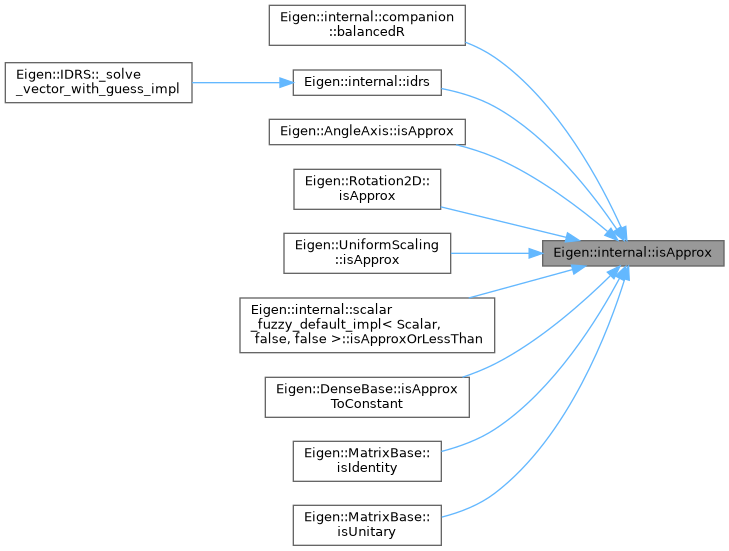 Eigen::internal::companion
::balancedR
Eigen::IDRS::_solve
_vector_with_guess_impl
Eigen::internal::idrs
Eigen::AngleAxis::isApprox
Eigen::Rotation2D::
isApprox
Eigen::UniformScaling
::isApprox
Eigen::internal::isApprox
Eigen::internal::scalar
_fuzzy_default_impl< Scalar,
false, false >::isApproxOrLessThan
Eigen::DenseBase::isApprox
ToConstant
Eigen::MatrixBase::
isIdentity
Eigen::MatrixBase::
isUnitary